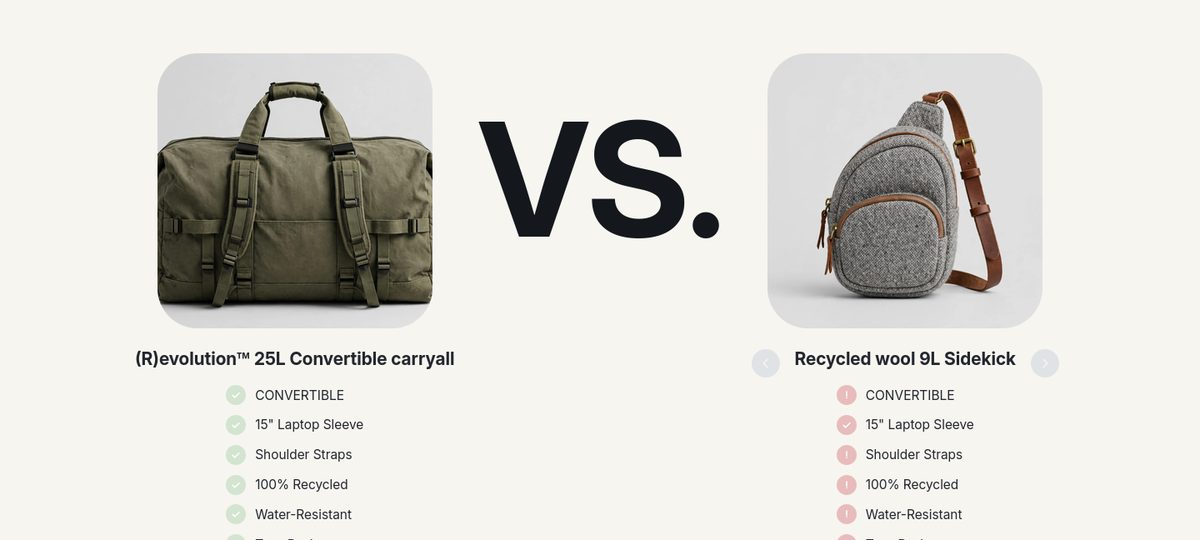 VS.
(R)evolution™ 25L Convertible carryall
CONVERTIBLE
15" Laptop Sleeve
Shoulder Straps
100% Recycled
Water-Resistant
Recycled wool 9L Sidekick
CONVERTIBLE
15" Laptop Sleeve
Shoulder Straps
100% Recycled
Water-Resistant